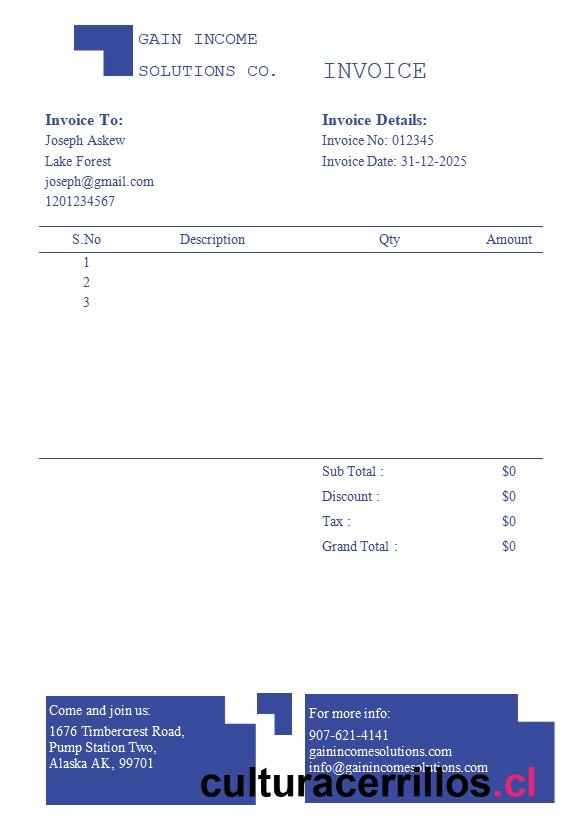 GAIN INCOME
SOLUTIONS CO.
INVOICE
Invoice To:
Joseph Askew
Lake Forest
joseph@gmail.com
1201234567
Invoice Details:
Invoice No: 012345
Invoice Date: 31-12-2025
S.No Description Qty Amount
1
2
3
Sub Total : $0
Discount : $0
Tax : $0
Grand Total : $0
Come and join us:
1676 Timbercrest Road,
Pump Station Two,
Alaska AK, 99701
For more info:
907-621-4141
gainincomesolutions.com
info@gainincomesolutions.com
culturacerrillos.cl